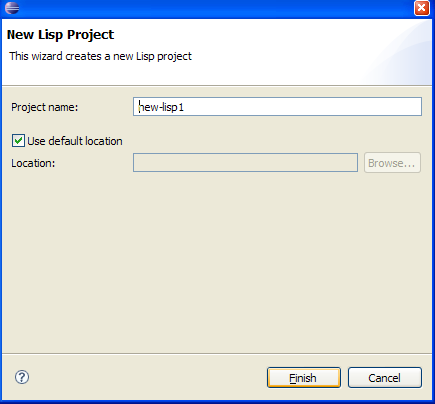 New Lisp Project
This wizard creates a new Lisp project
Project name: new-lisp1
Use default location
Location: Browse...
? Finish Cancel